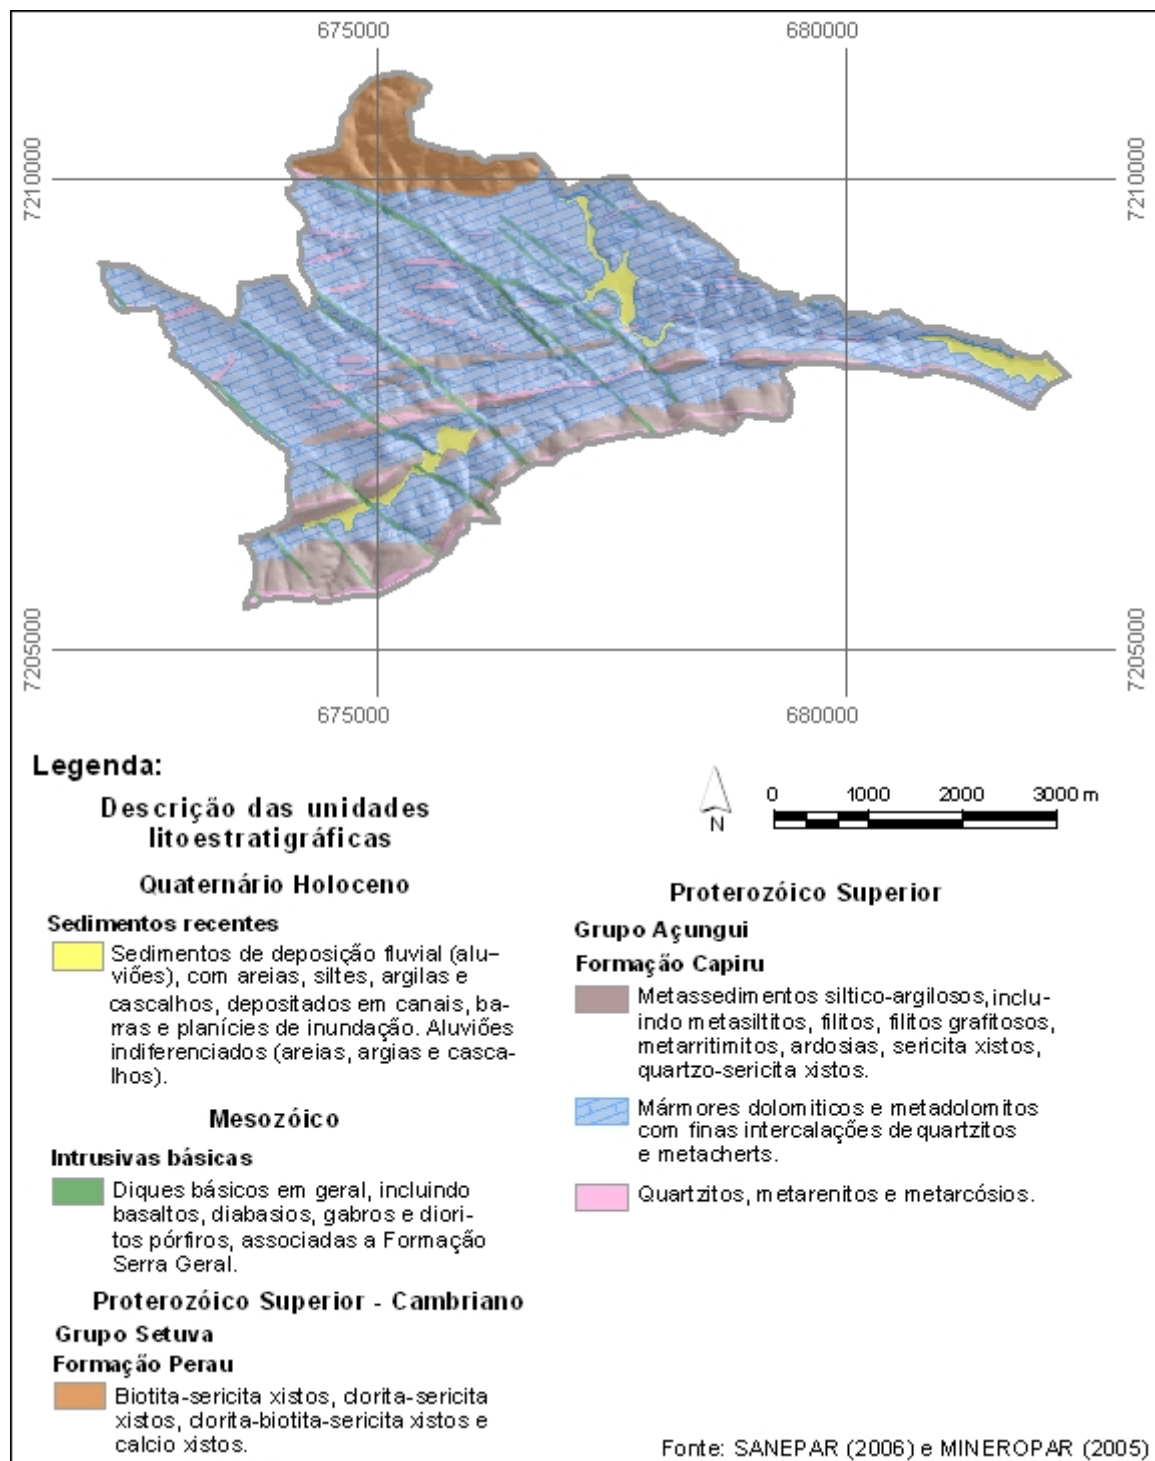 675000
680000
7210000
7210000
7205000
7205000
675000
680000
Legenda:
Descrição das unidades
litoestratigráficas
Quaternário Holoceno
Sedimentos recentes
Sedimentos de deposição fluvial (alu-
viões), com areias, siltes, argilas e
cascalhos, depositados em canais, ba-
rras e planícies de inundação. Aluviões
indiferenciados (areias, argias e casca-
lhos).
Mesozóico
Intrusivas básicas
Diques básicos em geral, incluindo
basaltos, diabasios, gabros e diori-
tos pórfiros, associadas a Formação
Serra Geral.
Proterozóico Superior - Cambriano
Grupo Setuva
Formação Perau
Biotita-sericita xistos, clorita-sericita
xistos, clorita-biotita-sericita xistos e
calcio xistos.
N
0 1000 2000 3000 m
Proterozóico Superior
Grupo Açungui
Formação Capiru
Metassedimentos siltico-argilosos, inclu-
indo metasiltitos, filitos, filitos grafitosos,
metarritimitos, ardosias, sericita xistos,
quartzo-sericita xistos.
Mármores dolomiticos e metadolomitos
com finas intercalações de quartzitos
e metacherts.
Quartzitos, metarenitos e metarcósios.
Fonte: SANEPAR (2006) e MINEROPAR (2005)